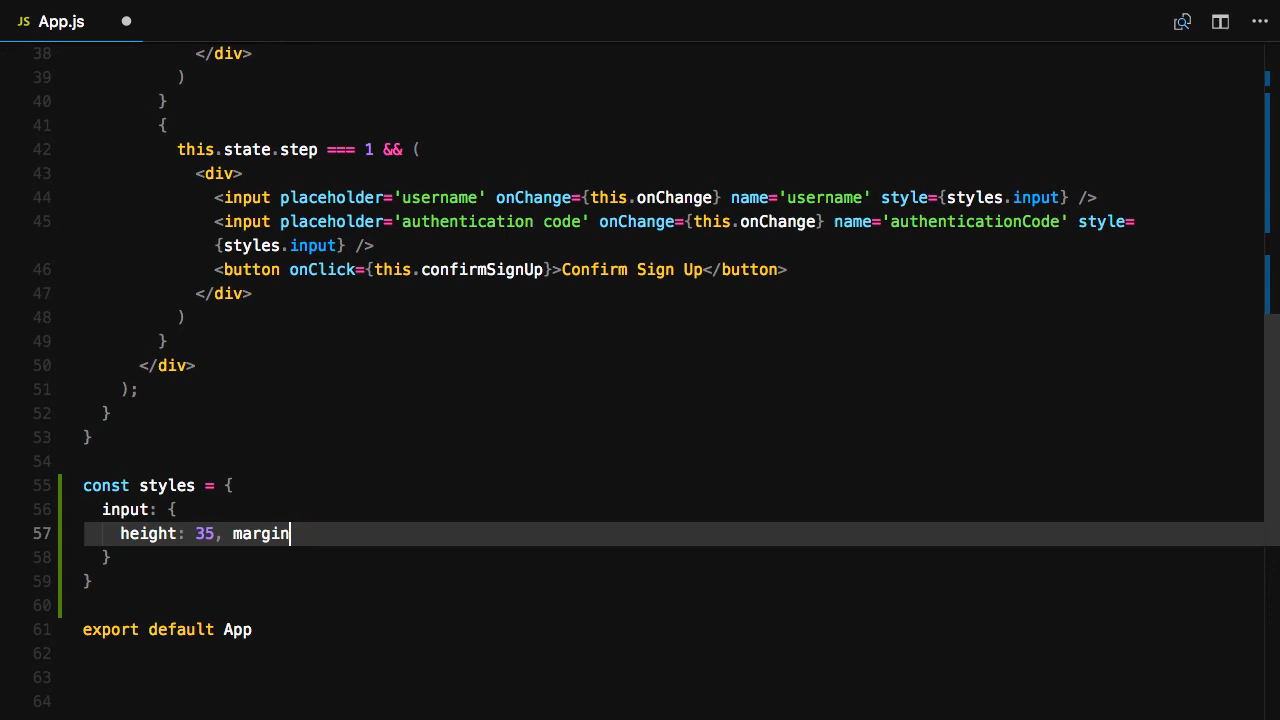 JS App.js
38 </div>
39 )
40 }
41 {
42 this.state.step === 1 && (
43 <div>
44 <input placeholder='username' onChange={this.onChange} name='username' style={styles.input} />
45 <input placeholder='authentication code' onChange={this.onChange} name='authenticationCode' style=
{styles.input} />
46 <button onClick={this.confirmSignUp}>Confirm Sign Up</button>
47 </div>
48 )
49 }
50 </div>
51 );
52 }
53 }
54
55 const styles = {
56 input: {
57 height: 35, margin
58 }
59 }
60
61 export default App
62
63
64